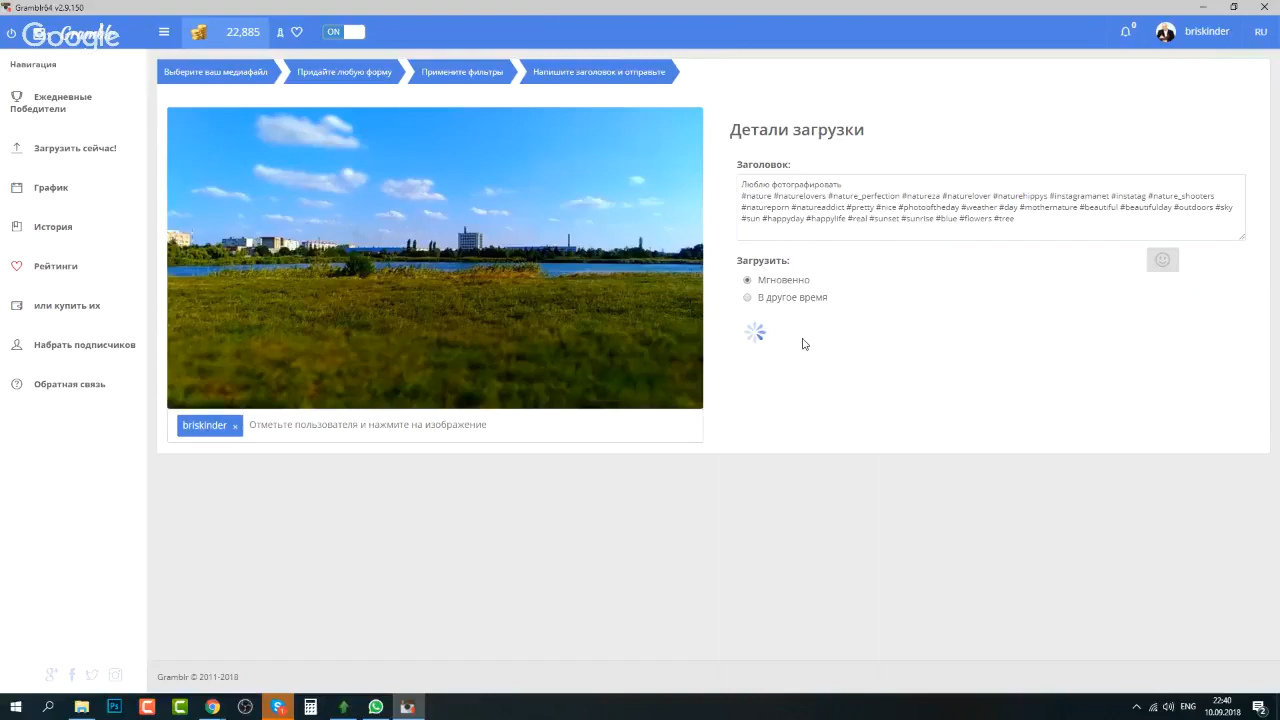 Gramblr64 v2.9.150
Google
22,885
ON
0
briskinder
RU
Навигация
Ежедневные
Победители
Загрузить сейчас!
График
История
Рейтинги
или купить их
Набрать подписчиков
Обратная связь
Выберите ваш медиафайл
Придайте любую форму
Примените фильтры
Напишите заголовок и отправьте
briskinder ×
Отметьте пользователя и нажмите на изображение
Детали загрузки
Заголовок:
Люблю фотографировать
#nature #naturelovers #nature_perfection #natureza #naturelover #naturehippys #instagramanet #instatag #nature_shooters
#natureporn #natureaddict #pretty #nice #photooftheday #weather #day #mothernature #beautiful #beautifulday #outdoors #sky
#sun #happyday #happylife #real #sunset #sunrise #blue #flowers #tree
Загрузить:
Мгновенно
В другое время
Gramblr © 2011-2018
ENG
22:40
10.09.2018
2